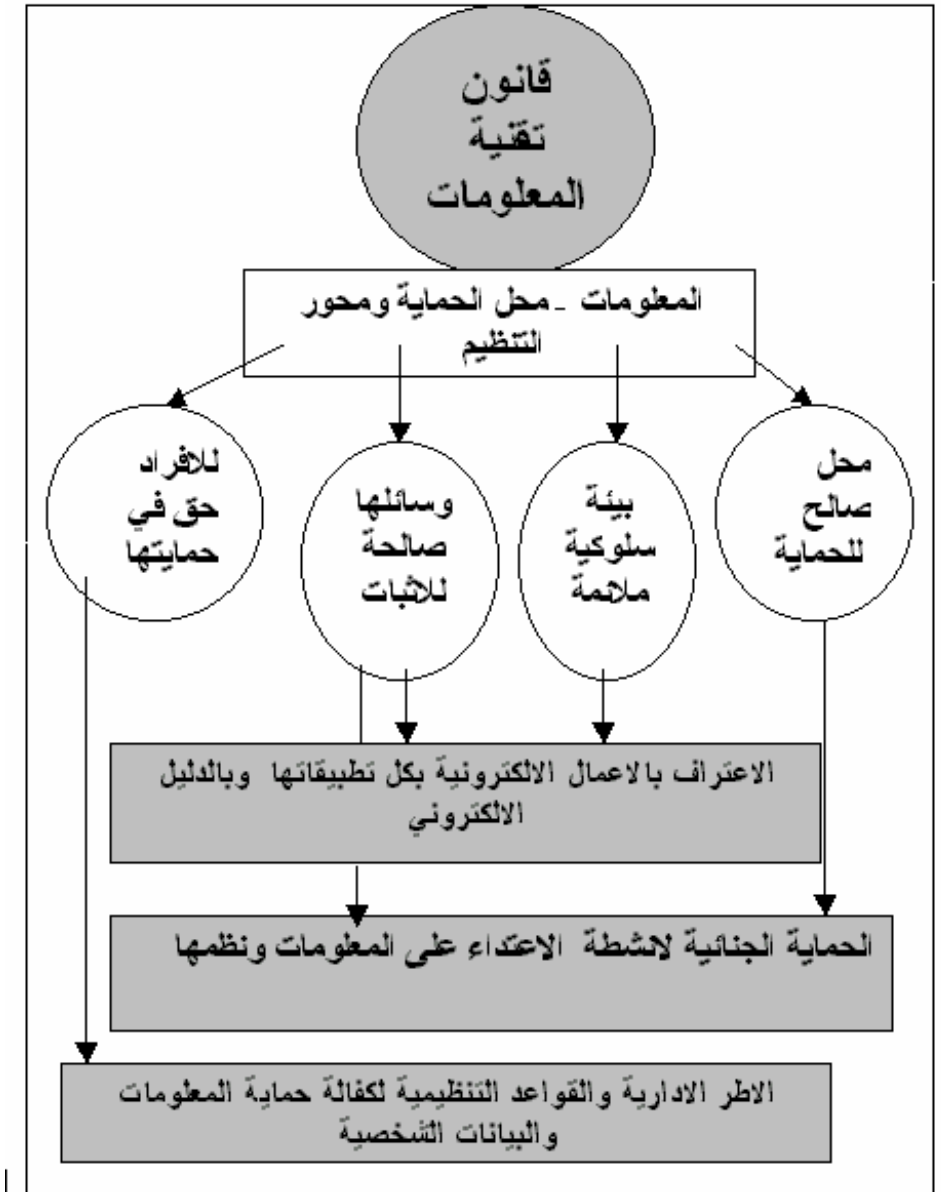 قانون
تقنية
المعلومات
المعلومات - محل الحماية ومحور
التنظيم
محل
صالح
للحماية
بيئة
سلوكية
ملائمة
وسائلها
صالحة
للاثبات
للافراد
حق في
حمايتها
الاعتراف بالاعمال الالكترونية بكل تطبيقاتها وبالدليل
الالكتروني
الحماية الجنائية لانشطة الاعتداء على المعلومات ونظمها
الاطر الادارية والقواعد التنظيمية لكفالة حماية المعلومات
والبيانات الشخصية